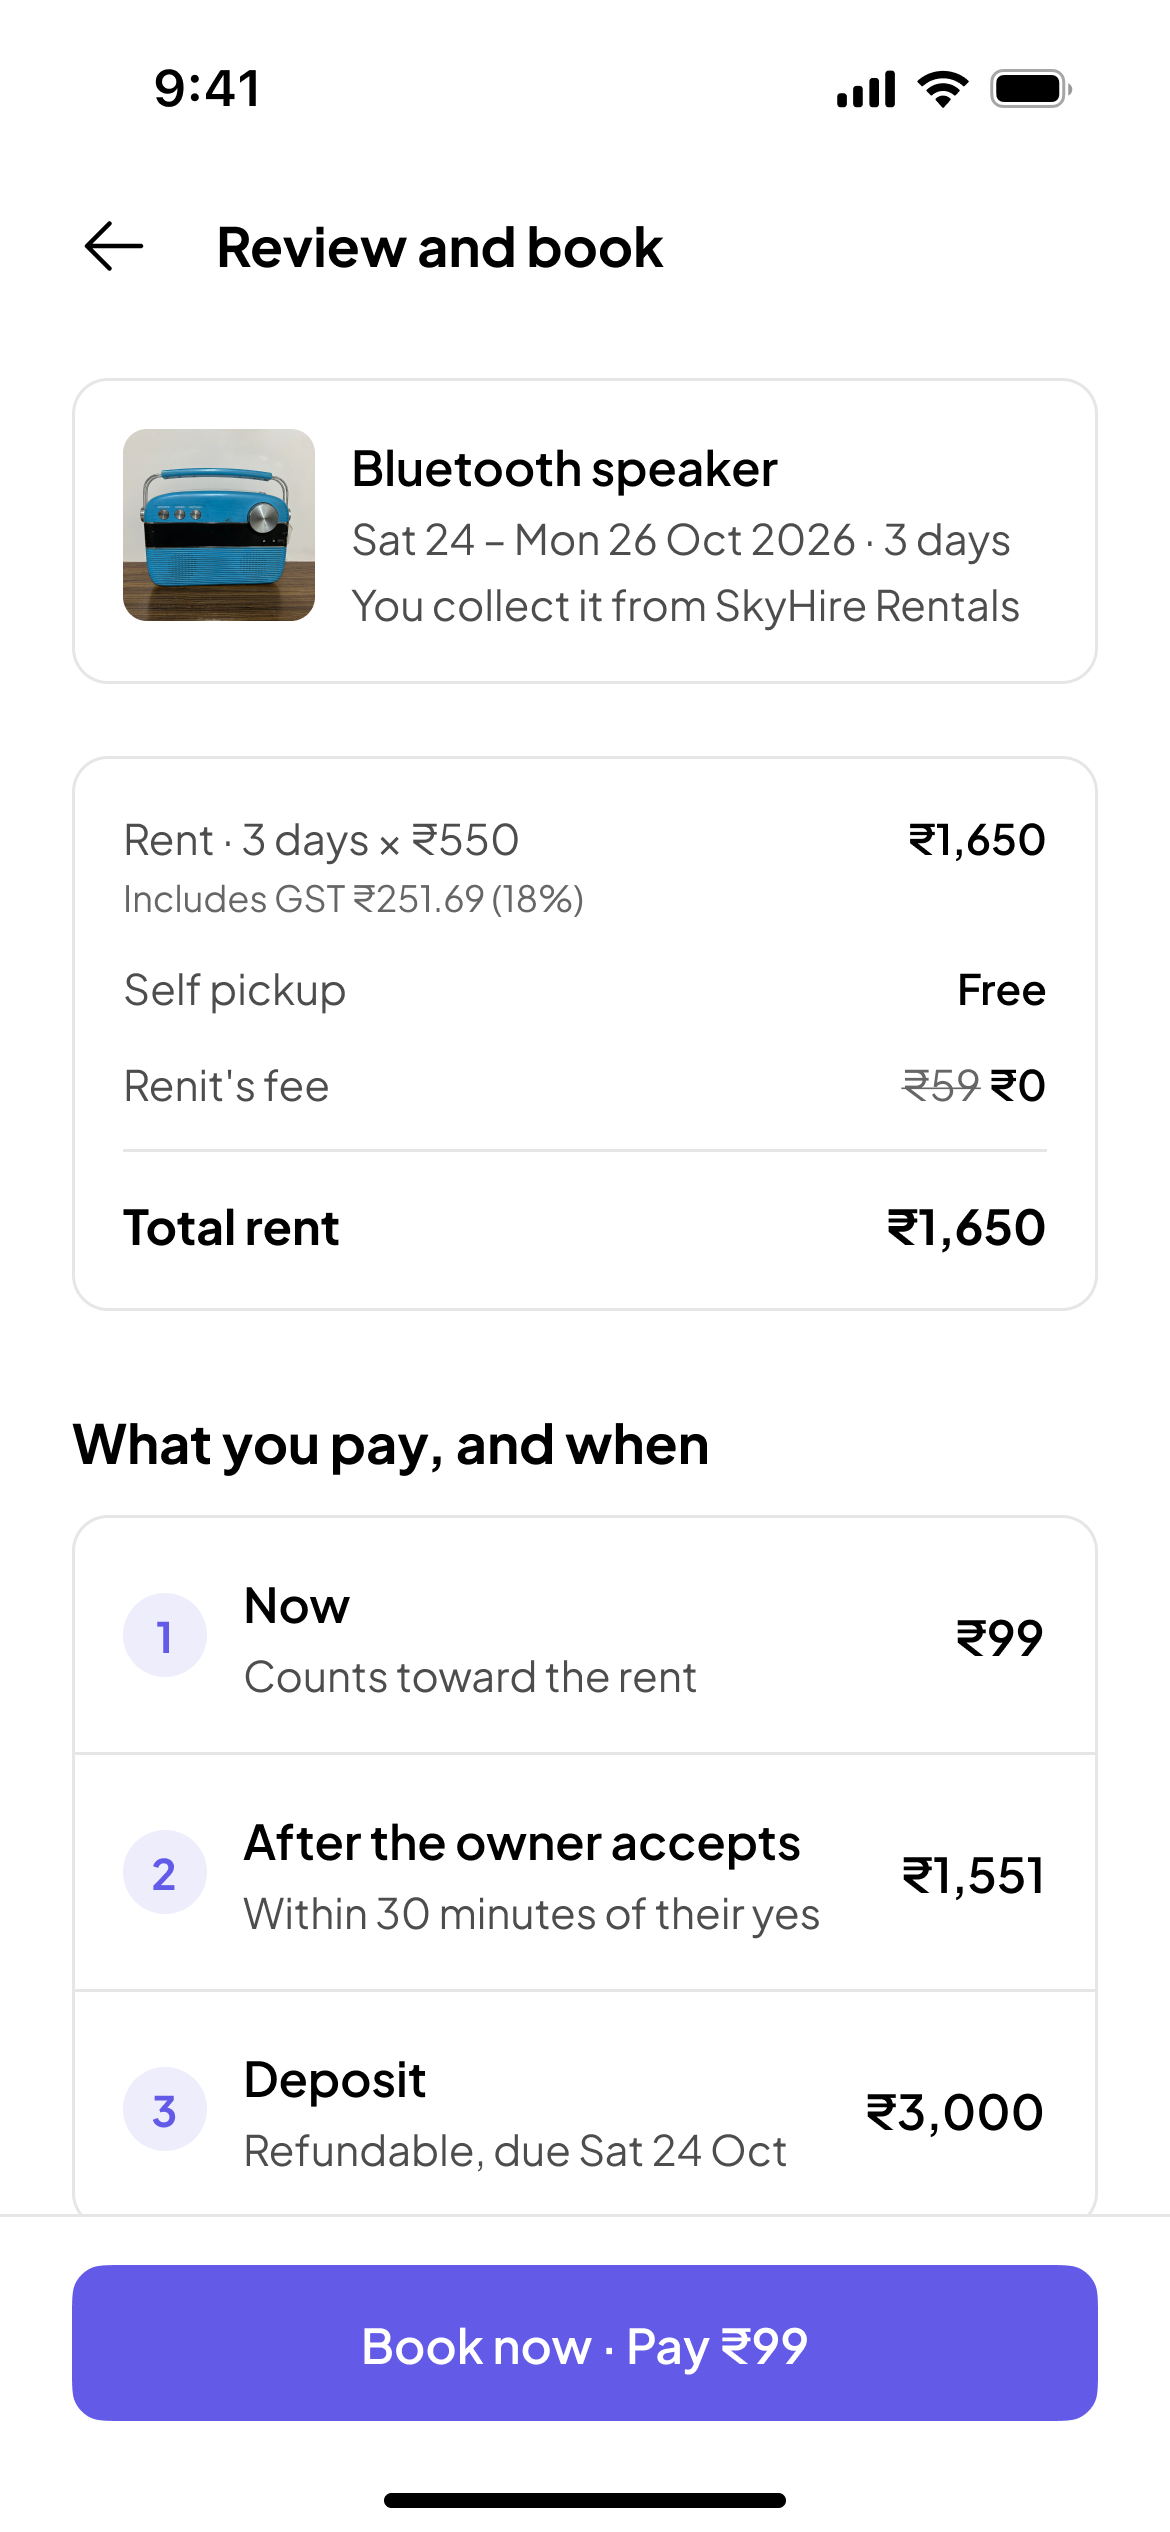 9:41
Review and book
Bluetooth speaker
Sat 24 – Mon 26 Oct 2026 · 3 days
You collect it from SkyHire Rentals
Rent · 3 days × ₹550 ₹1,650
Includes GST ₹251.69 (18%)
Self pickup Free
Renit's fee ₹59 ₹0
Total rent ₹1,650
What you pay, and when
1 Now ₹99
Counts toward the rent
2 After the owner accepts ₹1,551
Within 30 minutes of their yes
3 Deposit ₹3,000
Refundable, due Sat 24 Oct
Book now · Pay ₹99